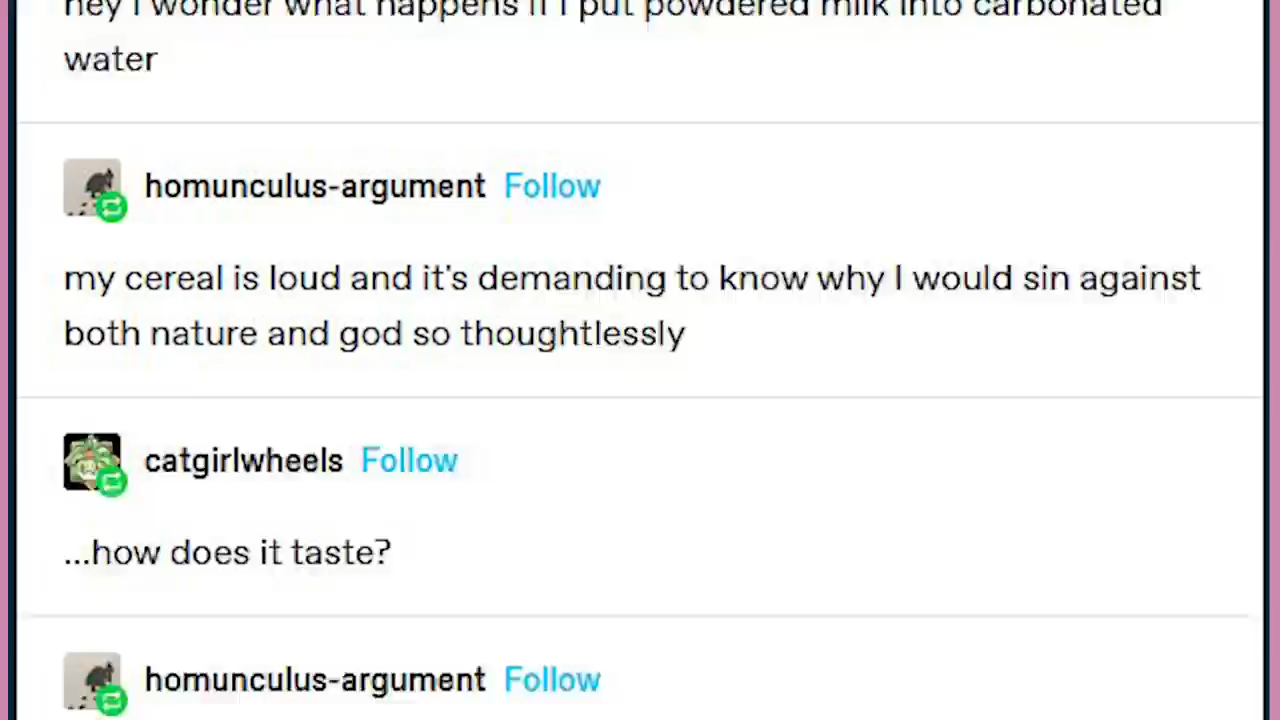 hey I wonder what happens if I put powdered milk into carbonated
water
homunculus-argument Follow
my cereal is loud and it's demanding to know why I would sin against
both nature and god so thoughtlessly
catgirlwheels Follow
...how does it taste?
homunculus-argument Follow